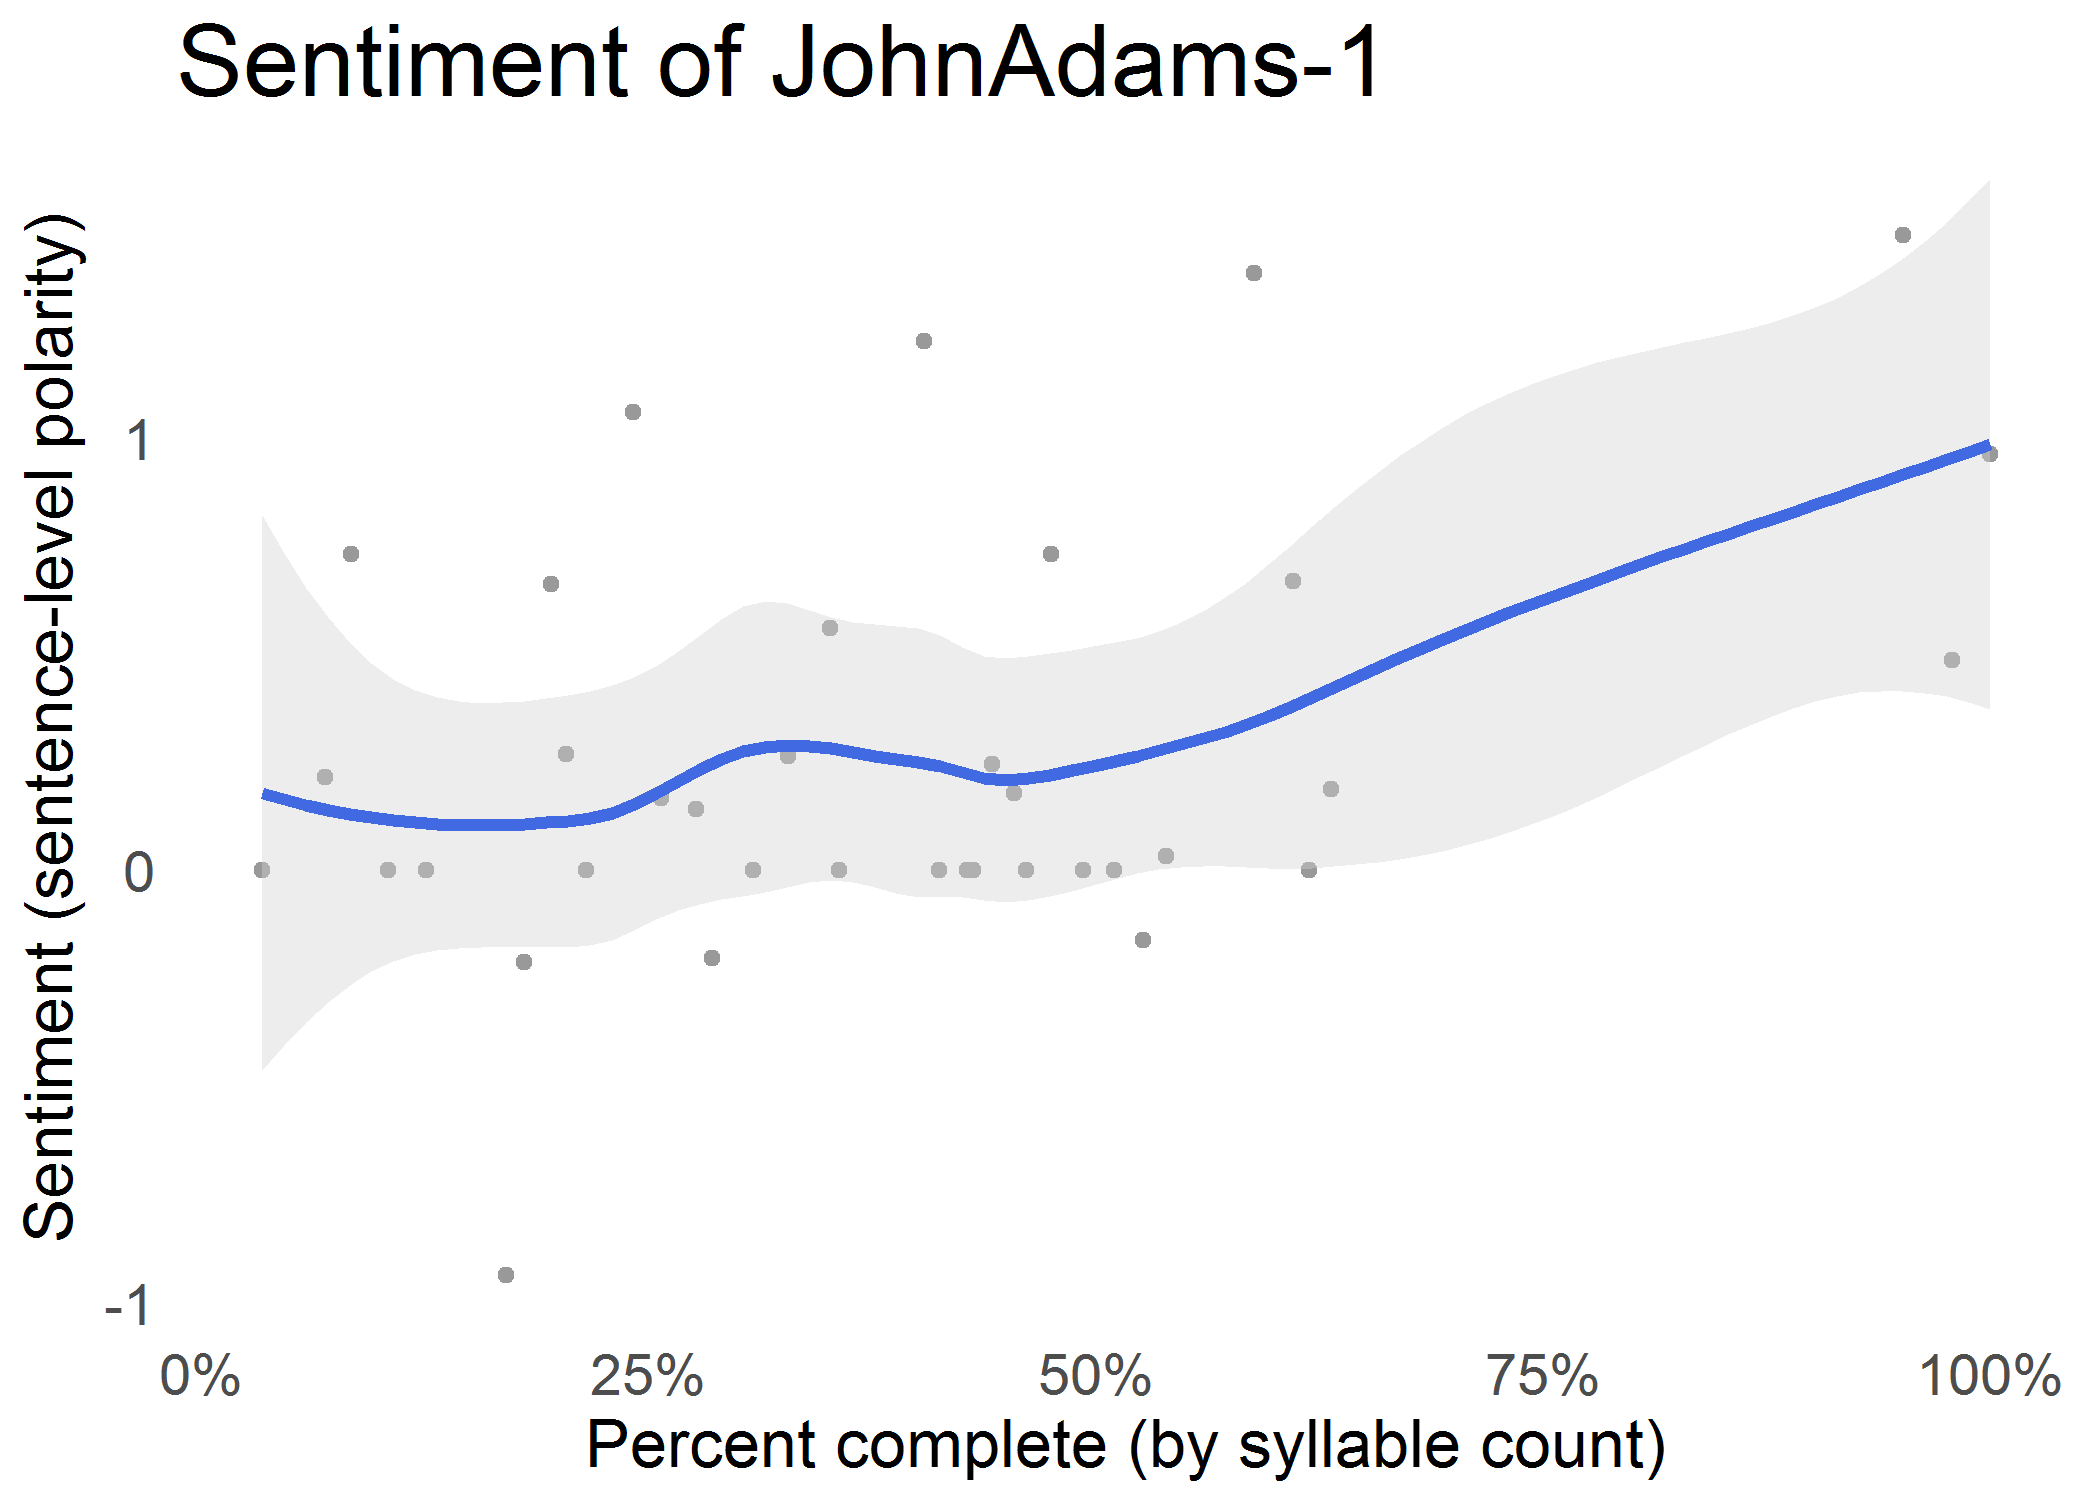 Sentiment of JohnAdams-1
Sentiment (sentence-level polarity)
1
0
-1
0%
25%
50%
75%
100%
Percent complete (by syllable count)